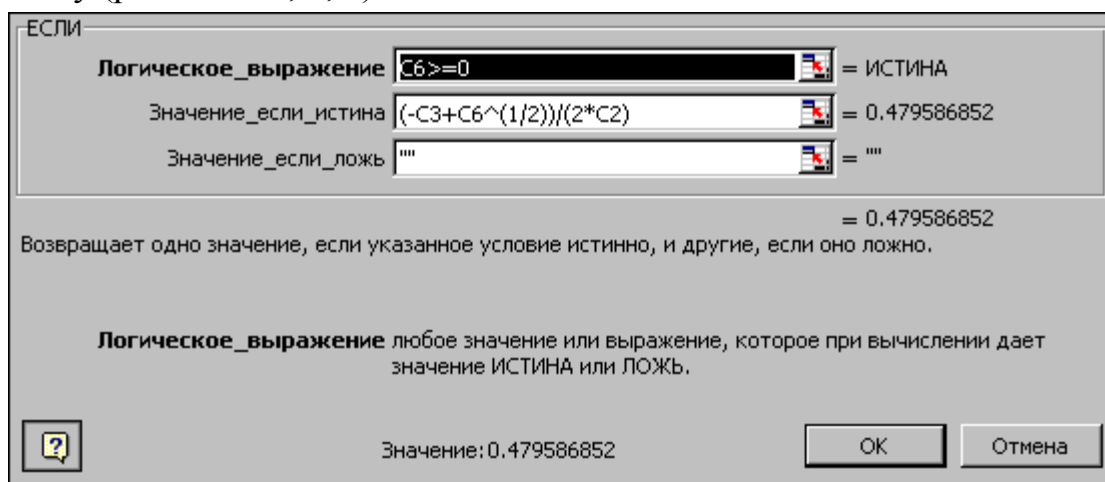 ЕСЛИ
Логическое_выражение C6>=0 = ИСТИНА
Значение_если_истина (-C3+C6^(1/2))/(2*C2) = 0.479586852
Значение_если_ложь "" = ""
= 0.479586852
Возвращает одно значение, если указанное условие истинно, и другие, если оно ложно.
Логическое_выражение любое значение или выражение, которое при вычислении дает
значение ИСТИНА или ЛОЖЬ.
? Значение:0.479586852 OK Отмена